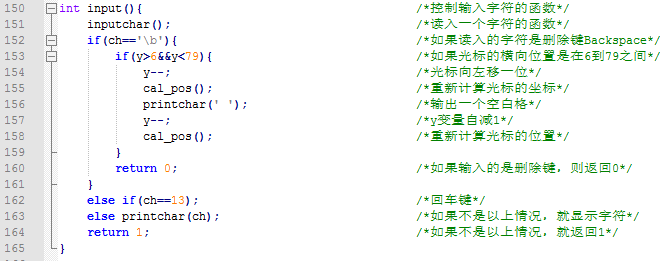 150 int input(){ /*控制输入字符的函数*/
151 inputchar(); /*读入一个字符的函数*/
152 if(ch=='\b'){ /*如果读入的字符是删除键Backspace*/
153 if(y>6&&y<79){ /*如果光标的横向位置是在6到79之间*/
154 y--; /*光标向左移一位*/
155 cal_pos(); /*重新计算光标的坐标*/
156 printchar(' '); /*输出一个空白格*/
157 y--; /*y变量自减1*/
158 cal_pos(); /*重新计算光标的位置*/
159 }
160 return 0; /*如果输入的是删除键，则返回0*/
161 }
162 else if(ch==13); /*回车键*/
163 else printchar(ch); /*如果不是以上情况，就显示字符*/
164 return 1; /*如果不是以上情况，就返回1*/
165 }